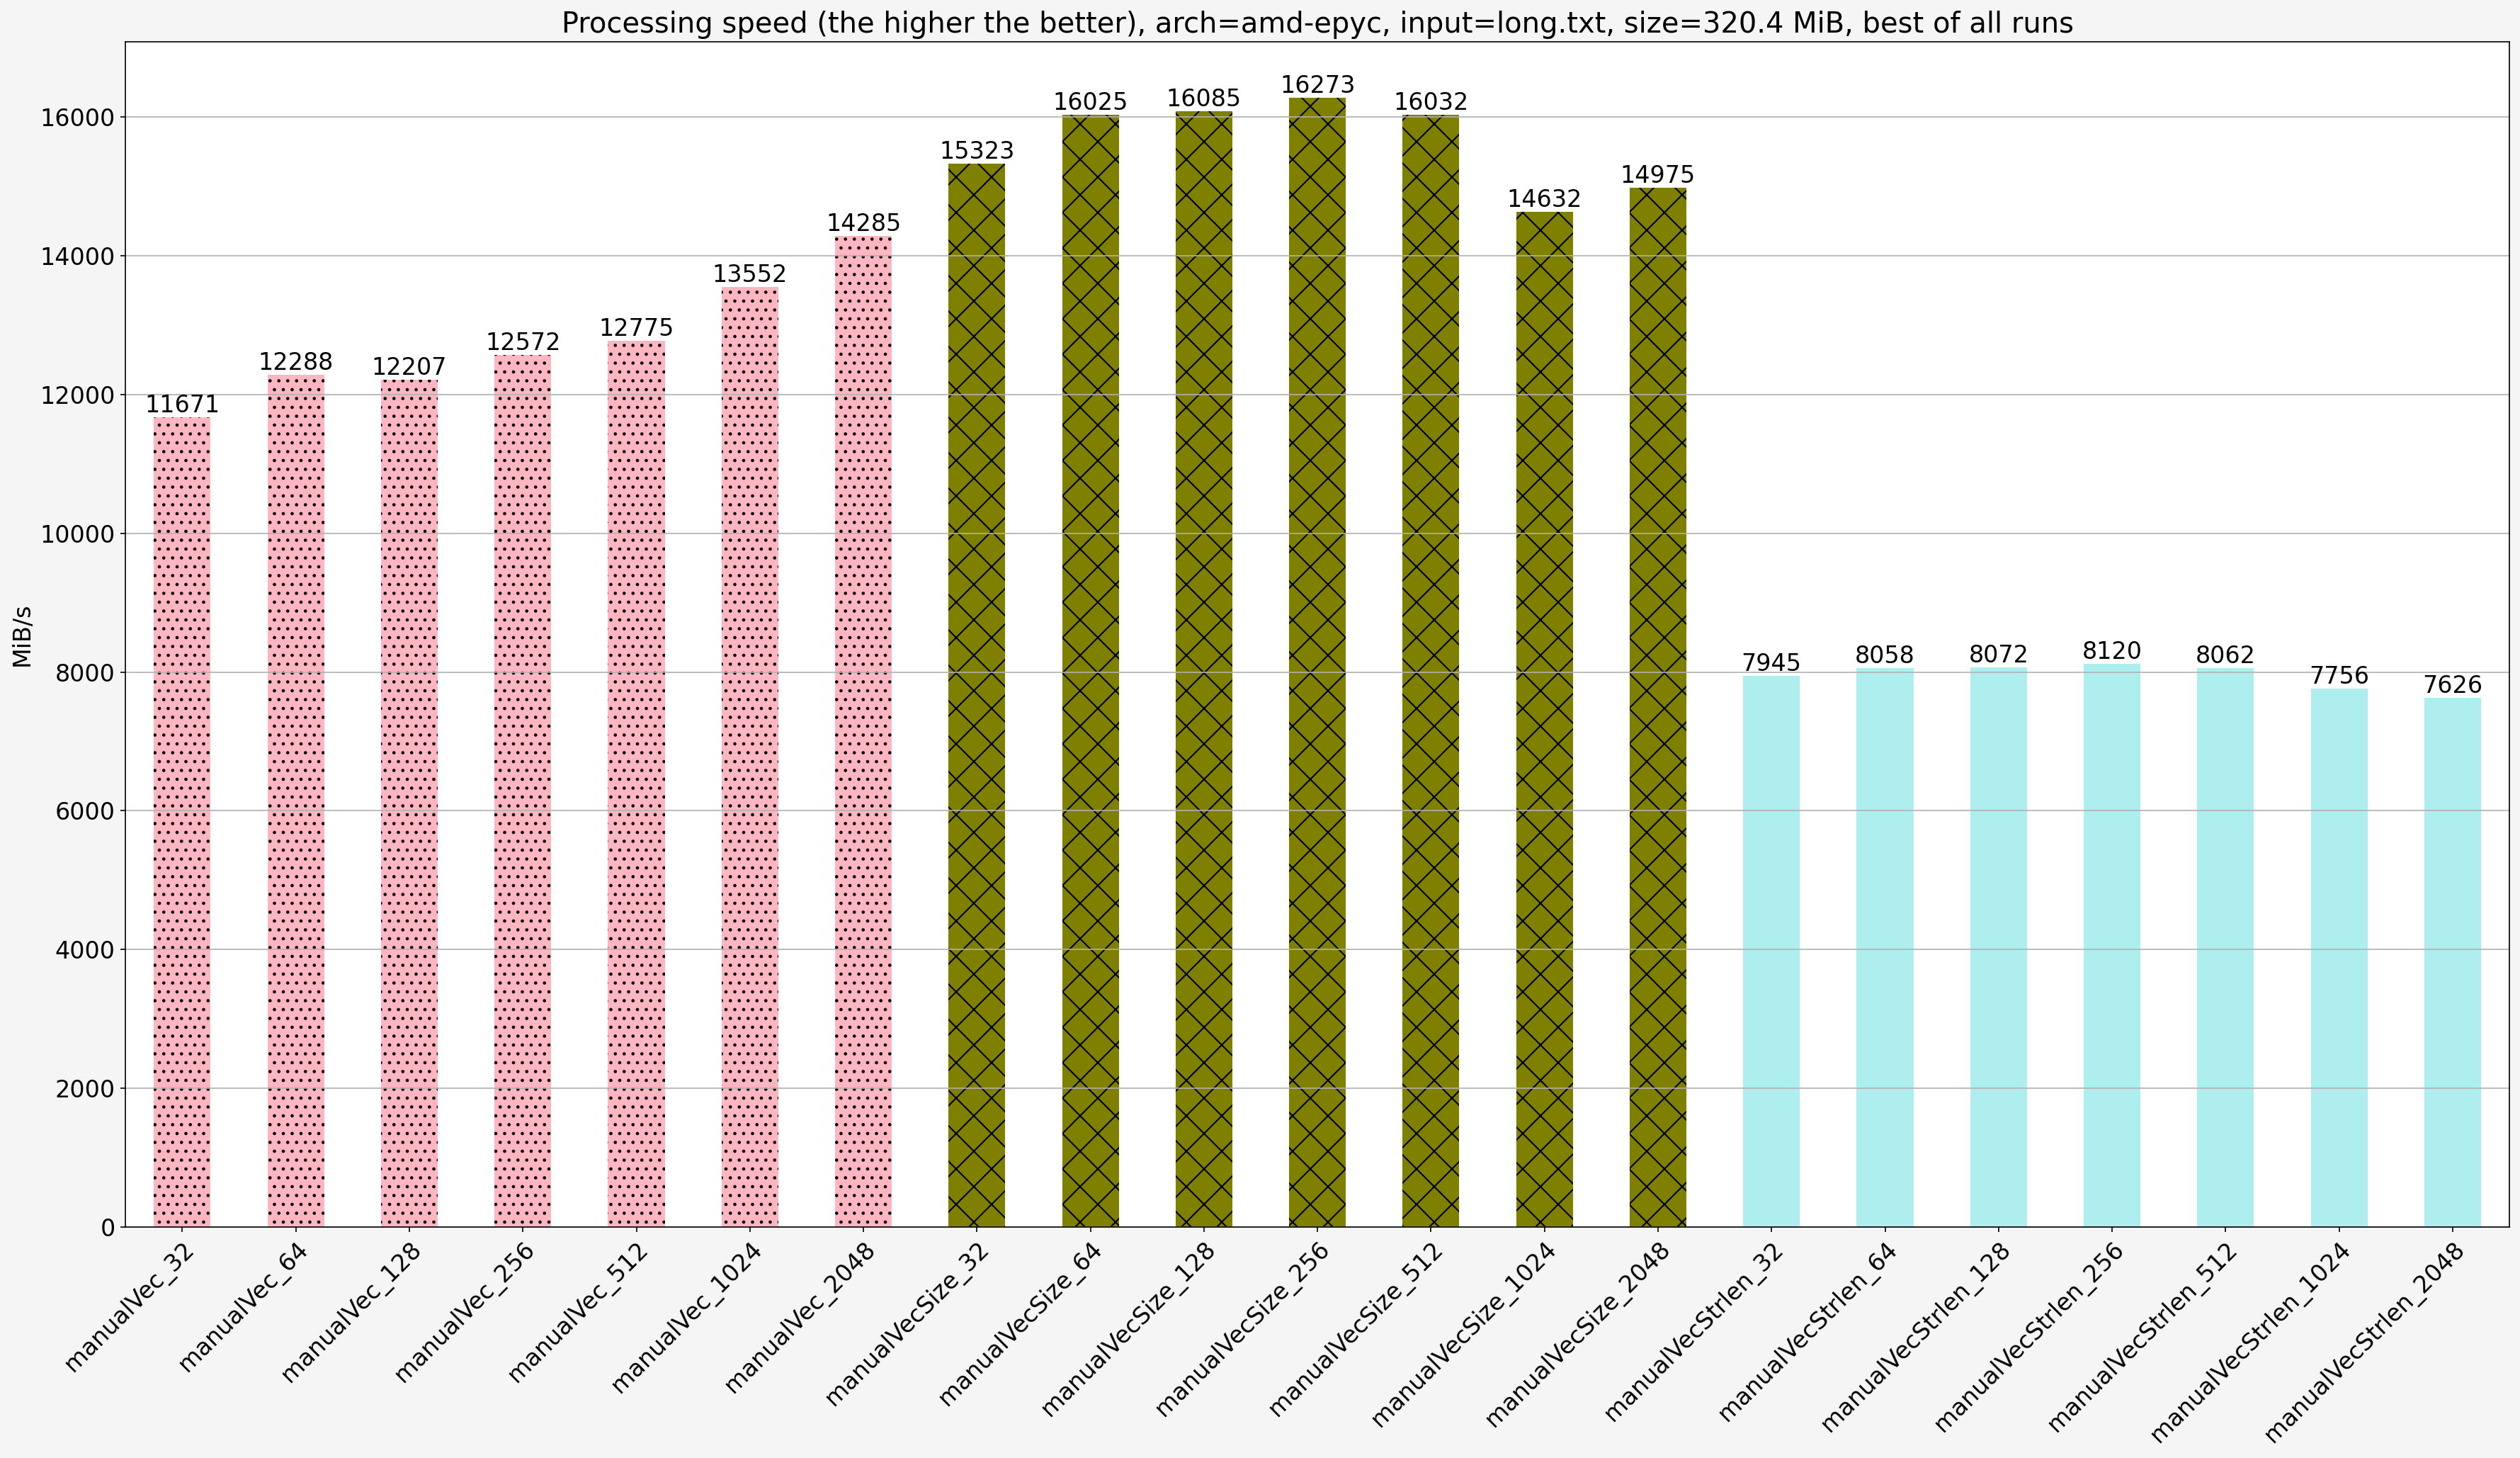 Processing speed (the higher the better), arch=amd-epyc, input=long.txt, size=320.4 MiB, best of all runs
MiB/s
16000
14000
12000
10000
8000
6000
4000
2000
0
11671
12288
12207
12572
12775
13552
14285
15323
16025
16085
16273
16032
14632
14975
7945
8058
8072
8120
8062
7756
7626
manualVec_32
manualVec_64
manualVec_128
manualVec_256
manualVec_512
manualVec_1024
manualVec_2048
manualVecSize_32
manualVecSize_64
manualVecSize_128
manualVecSize_256
manualVecSize_512
manualVecSize_1024
manualVecSize_2048
manualVecStrlen_32
manualVecStrlen_64
manualVecStrlen_128
manualVecStrlen_256
manualVecStrlen_512
manualVecStrlen_1024
manualVecStrlen_2048